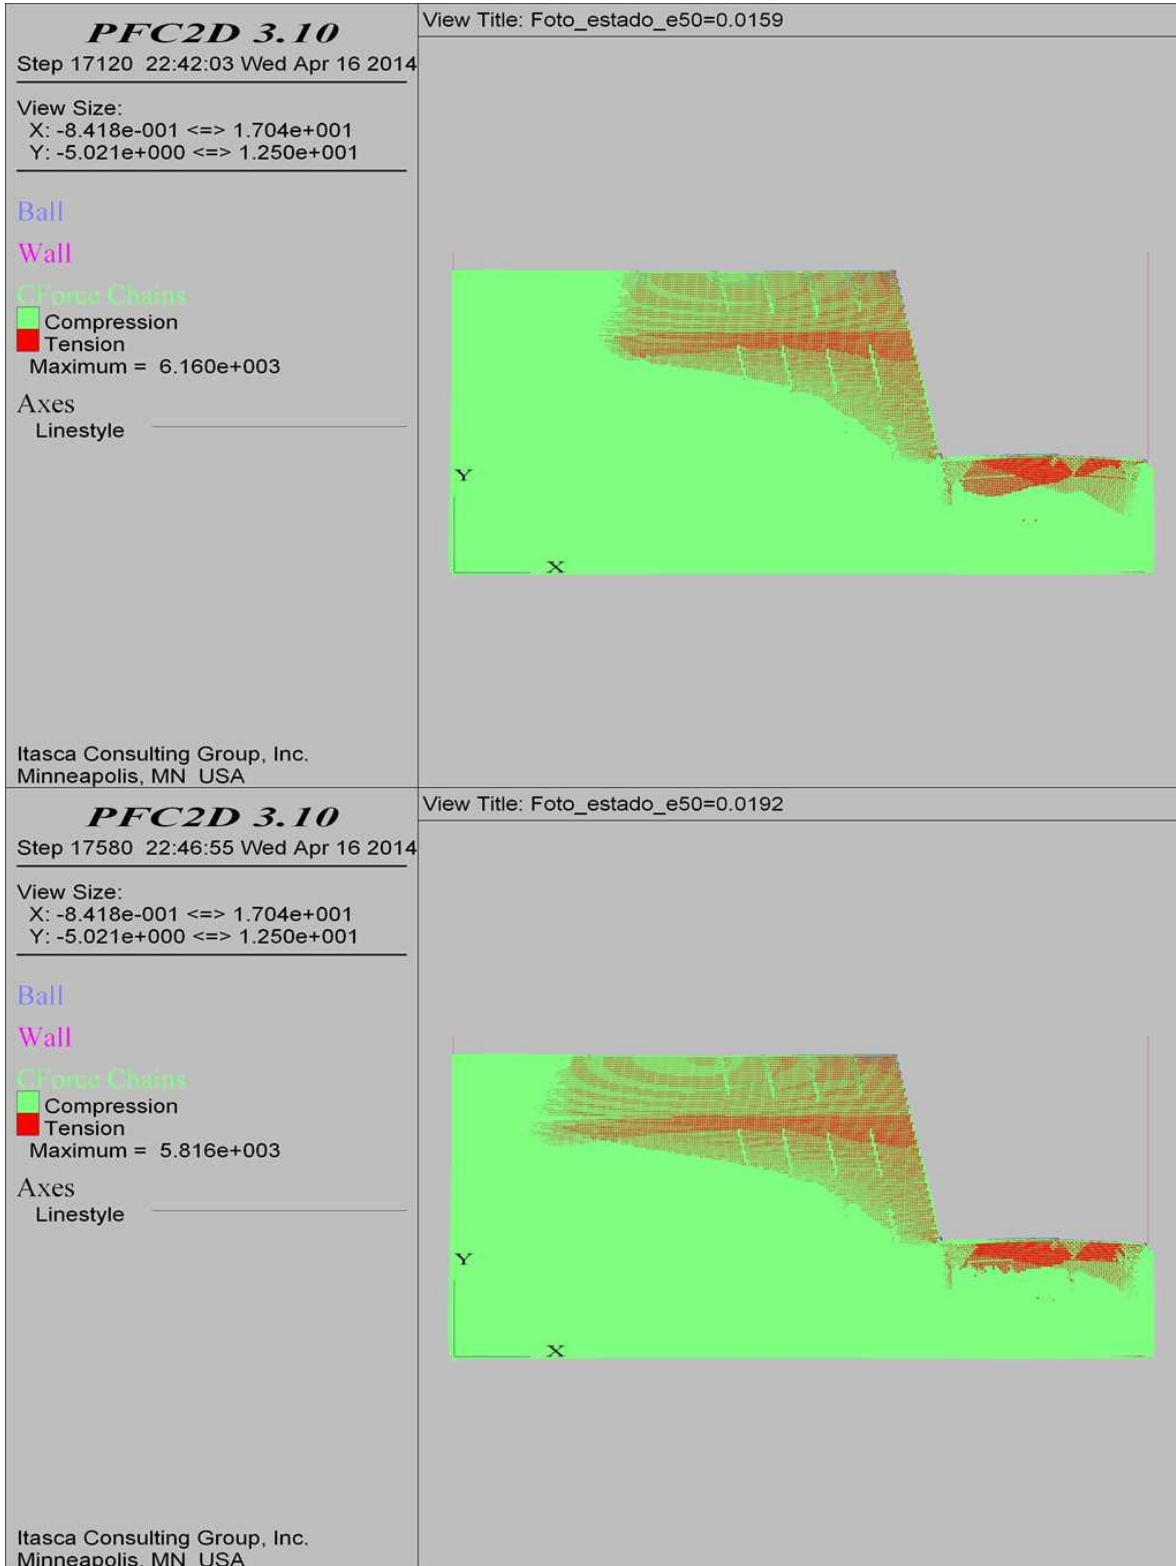 PFC2D 3.10
Step 17120 22:42:03 Wed Apr 16 2014
View Size:
X: -8.418e-001 <=> 1.704e+001
Y: -5.021e+000 <=> 1.250e+001
Ball
Wall
CForce Chains
Compression
Tension
Maximum = 6.160e+003
Axes
Linestyle
Itasca Consulting Group, Inc.
Minneapolis, MN USA
View Title: Foto_estado_e50=0.0159
Y
X
PFC2D 3.10
Step 17580 22:46:55 Wed Apr 16 2014
View Size:
X: -8.418e-001 <=> 1.704e+001
Y: -5.021e+000 <=> 1.250e+001
Ball
Wall
CForce Chains
Compression
Tension
Maximum = 5.816e+003
Axes
Linestyle
Itasca Consulting Group, Inc.
Minneapolis, MN USA
View Title: Foto_estado_e50=0.0192
Y
X